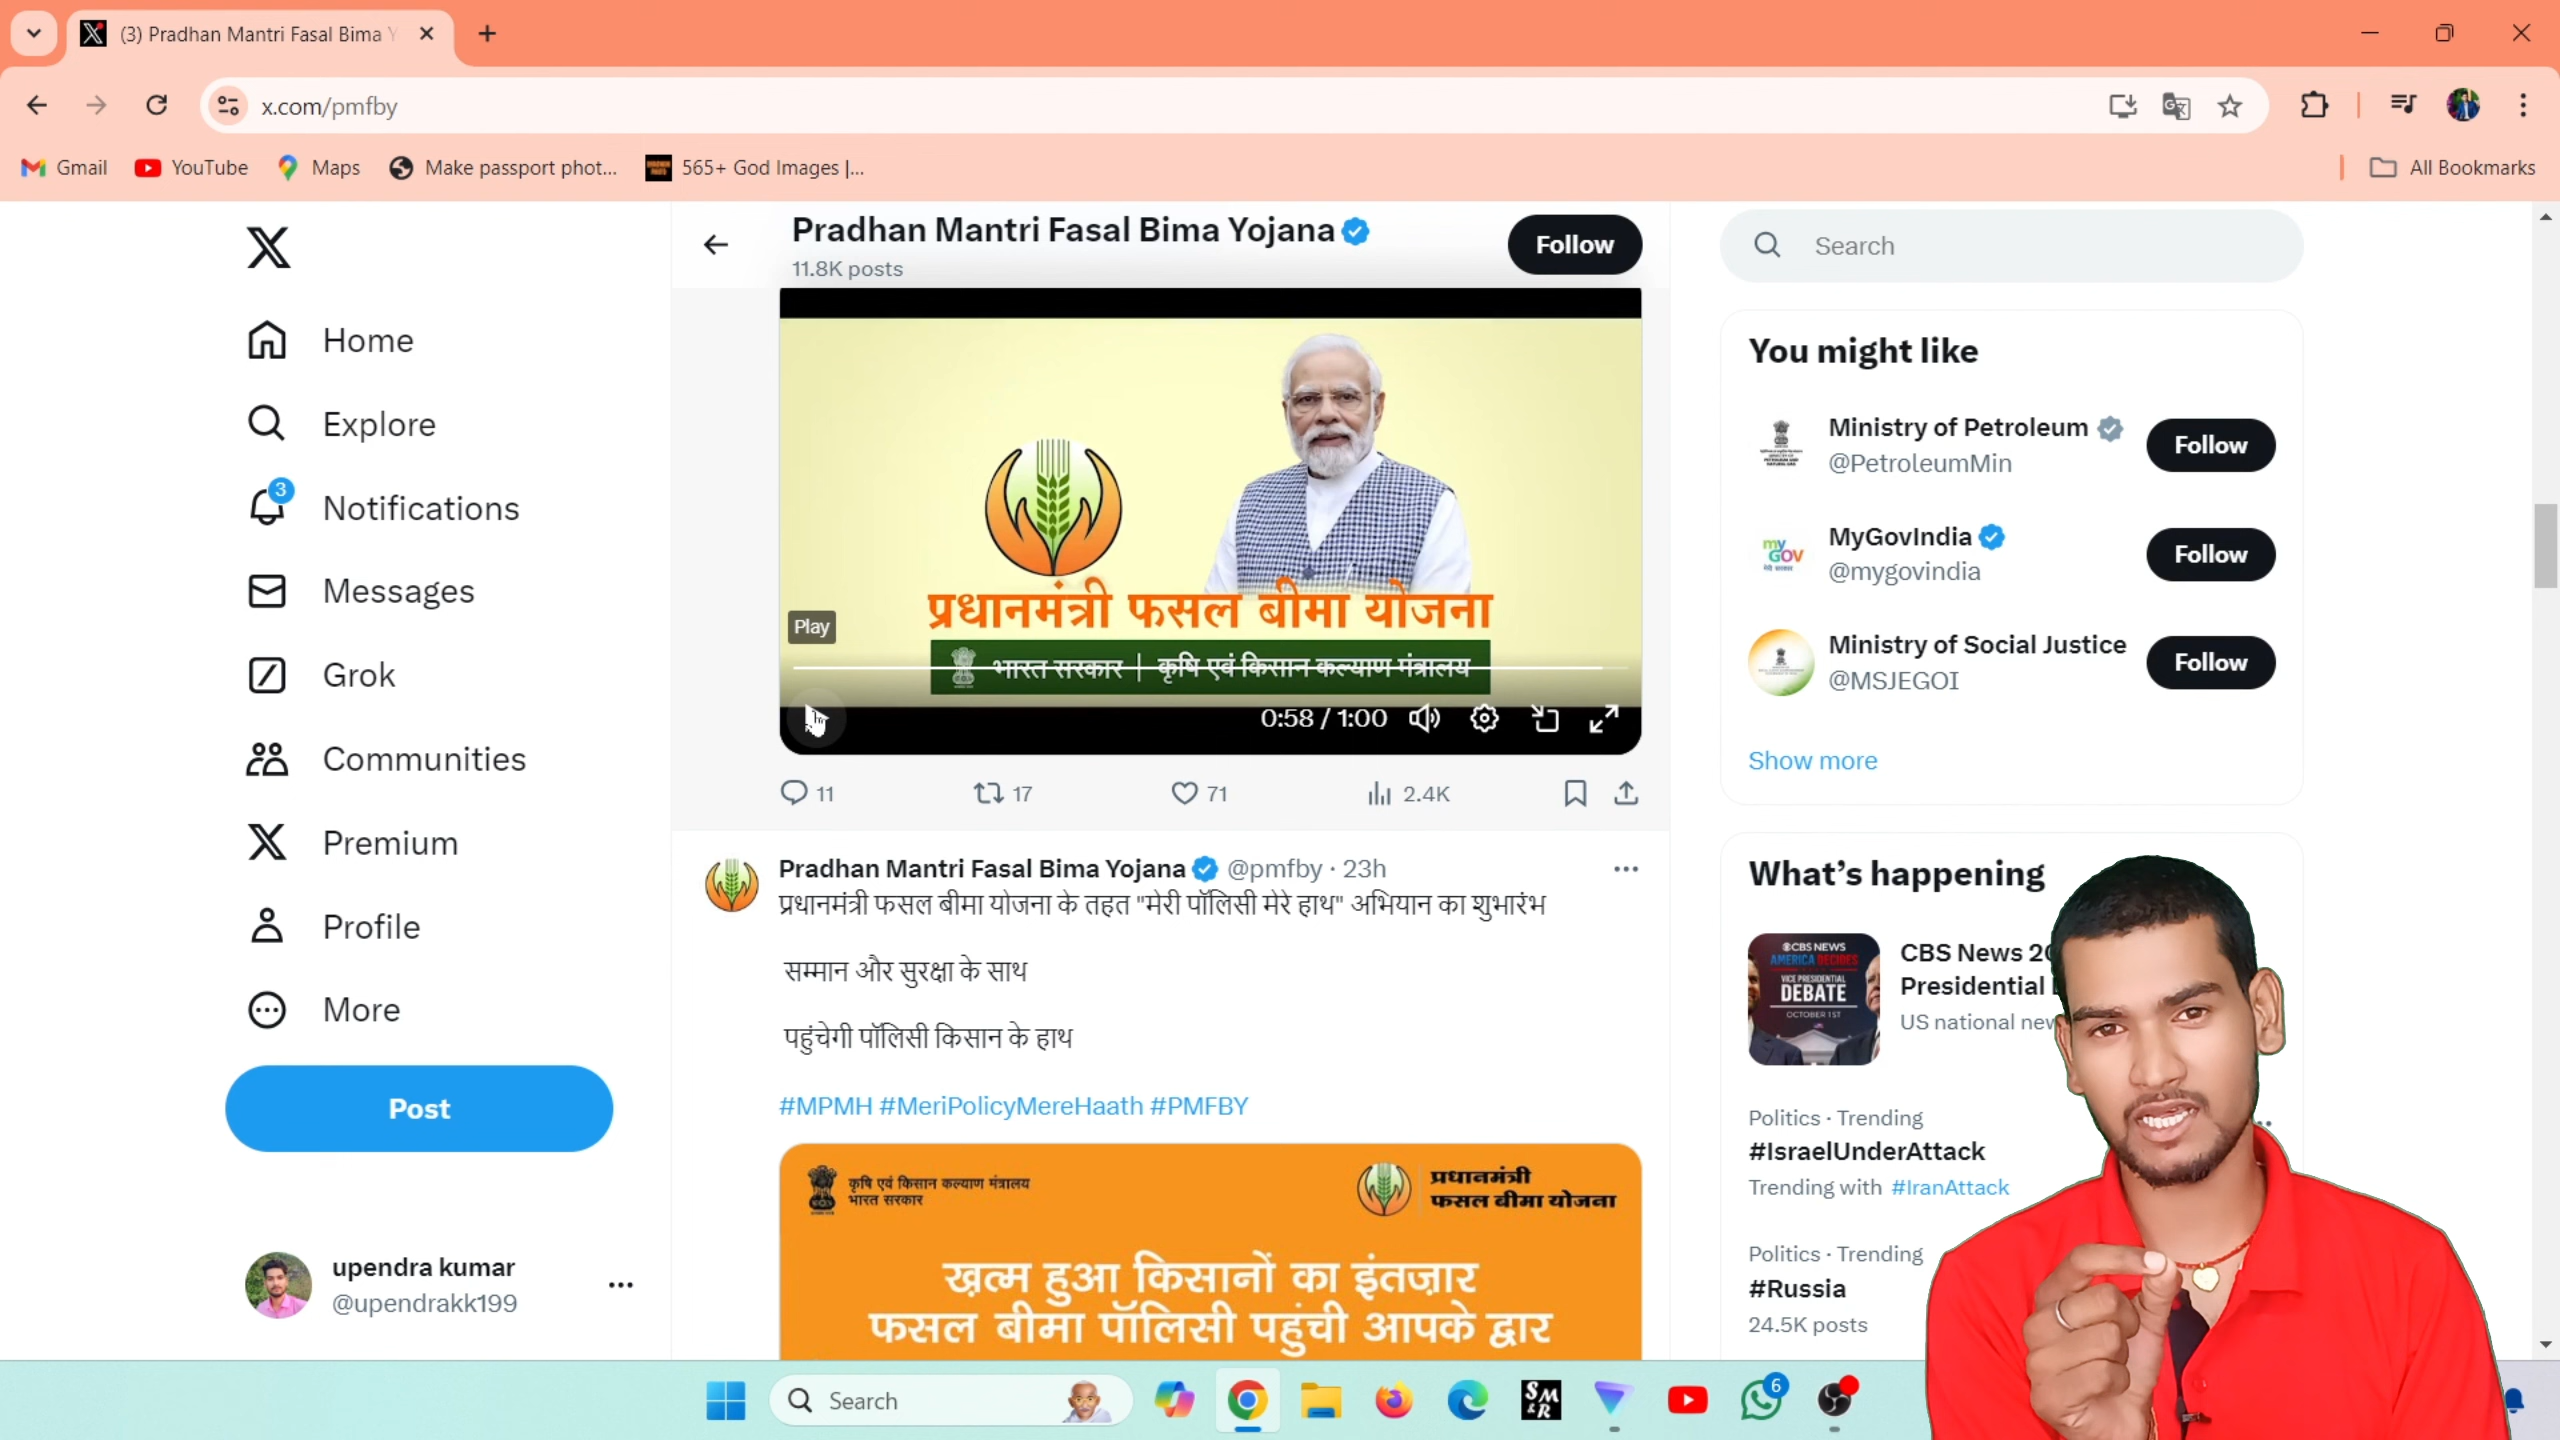 (3) Pradhan Mantri Fasal Bima Y
x.com/pmfby
Gmail
YouTube
Maps
Make passport phot...
565+ God Images |...
All Bookmarks
Home
Explore
3
Notifications
Messages
Grok
Communities
Premium
Profile
More
Post
upendra kumar
@upendrakk199
Pradhan Mantri Fasal Bima Yojana
11.8K posts
Follow
प्रधानमंत्री फसल बीमा योजना
Play
भारत सरकार | कृषि एवं किसान कल्याण मंत्रालय
0:58 / 1:00
11 17 71 2.4K
Pradhan Mantri Fasal Bima Yojana @pmfby · 23h
प्रधानमंत्री फसल बीमा योजना के तहत "मेरी पॉलिसी मेरे हाथ" अभियान का शुभारंभ
सम्मान और सुरक्षा के साथ
पहुंचेगी पॉलिसी किसान के हाथ
#MPMH #MeriPolicyMereHaath #PMFBY
कृषि एवं किसान कल्याण मंत्रालय
भारत सरकार
प्रधानमंत्री
फसल बीमा योजना
ख़त्म हुआ किसानों का इंतज़ार
फसल बीमा पॉलिसी पहुंची आपके द्वार
Search
You might like
Ministry of Petroleum
@PetroleumMin
Follow
my
GOV
MyGovIndia
@mygovindia
Follow
Ministry of Social Justice
@MSJEGOI
Follow
Show more
What’s happening
CBS NEWS
AMERICA DECIDES
VICE PRESIDENTIAL
DEBATE
OCTOBER 1ST
CBS News 20
Presidential
US national new
Politics · Trending
#IsraelUnderAttack
Trending with #IranAttack
Politics · Trending
#Russia
24.5K posts
Search
SM
&R
6